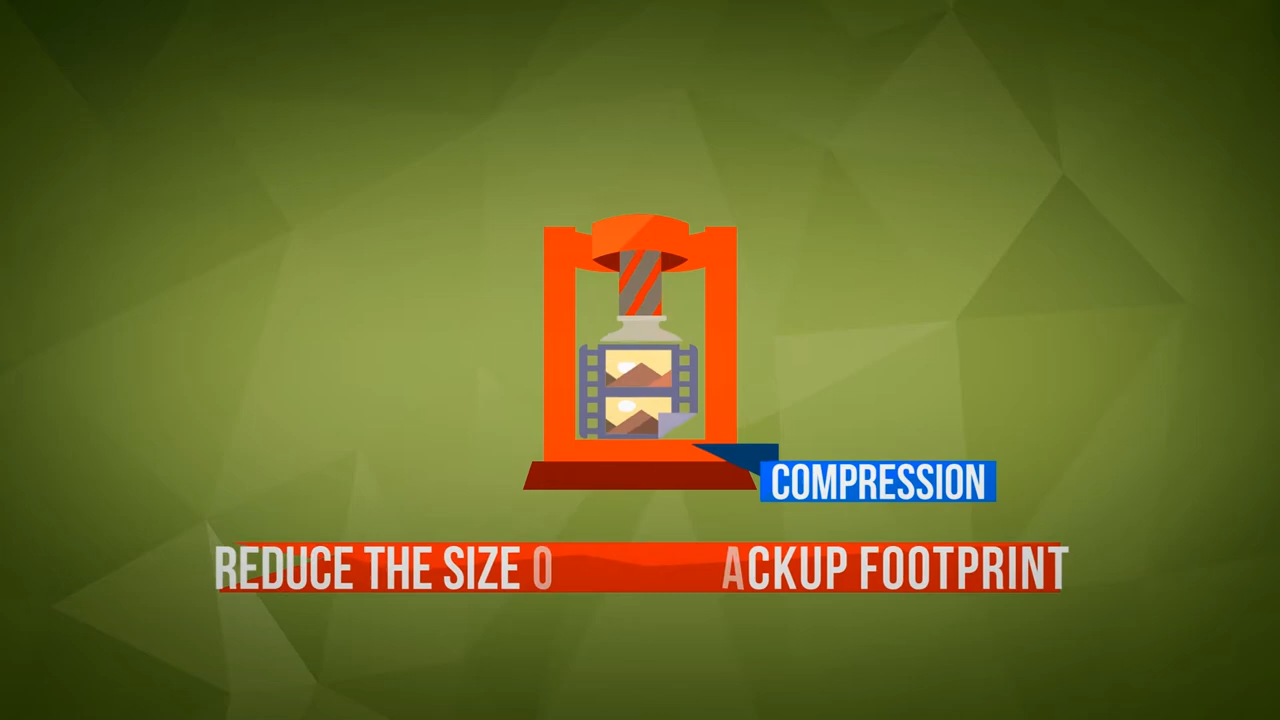 COMPRESSION
REDUCE THE SIZE O ACKUP FOOTPRINT